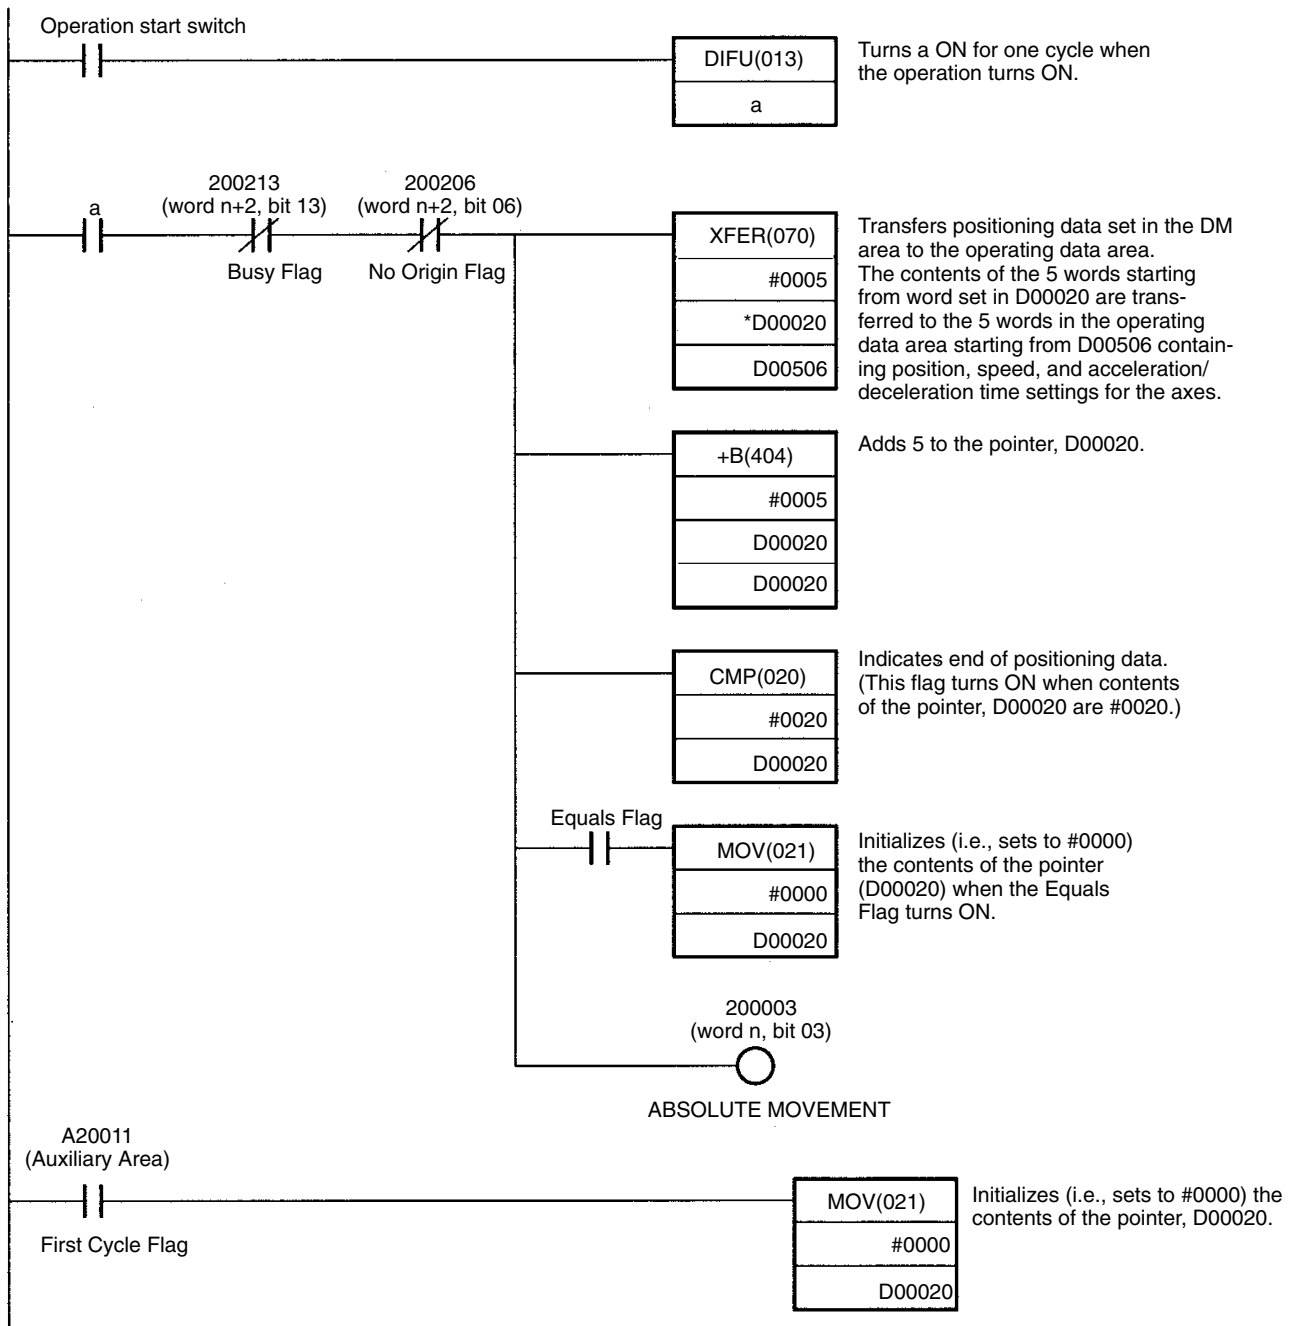 Operation start switch
DIFU(013)
a
Turns a ON for one cycle when
the operation turns ON.
a
200213
(word n+2, bit 13)
Busy Flag
200206
(word n+2, bit 06)
No Origin Flag
XFER(070)
#0005
*D00020
D00506
Transfers positioning data set in the DM
area to the operating data area.
The contents of the 5 words starting
from word set in D00020 are trans-
ferred to the 5 words in the operating
data area starting from D00506 contain-
ing position, speed, and acceleration/
deceleration time settings for the axes.
+B(404)
#0005
D00020
D00020
Adds 5 to the pointer, D00020.
CMP(020)
#0020
D00020
Indicates end of positioning data.
(This flag turns ON when contents
of the pointer, D00020 are #0020.)
Equals Flag
MOV(021)
#0000
D00020
Initializes (i.e., sets to #0000)
the contents of the pointer
(D00020) when the Equals
Flag turns ON.
200003
(word n, bit 03)
ABSOLUTE MOVEMENT
A20011
(Auxiliary Area)
First Cycle Flag
MOV(021)
#0000
D00020
Initializes (i.e., sets to #0000) the
contents of the pointer, D00020.